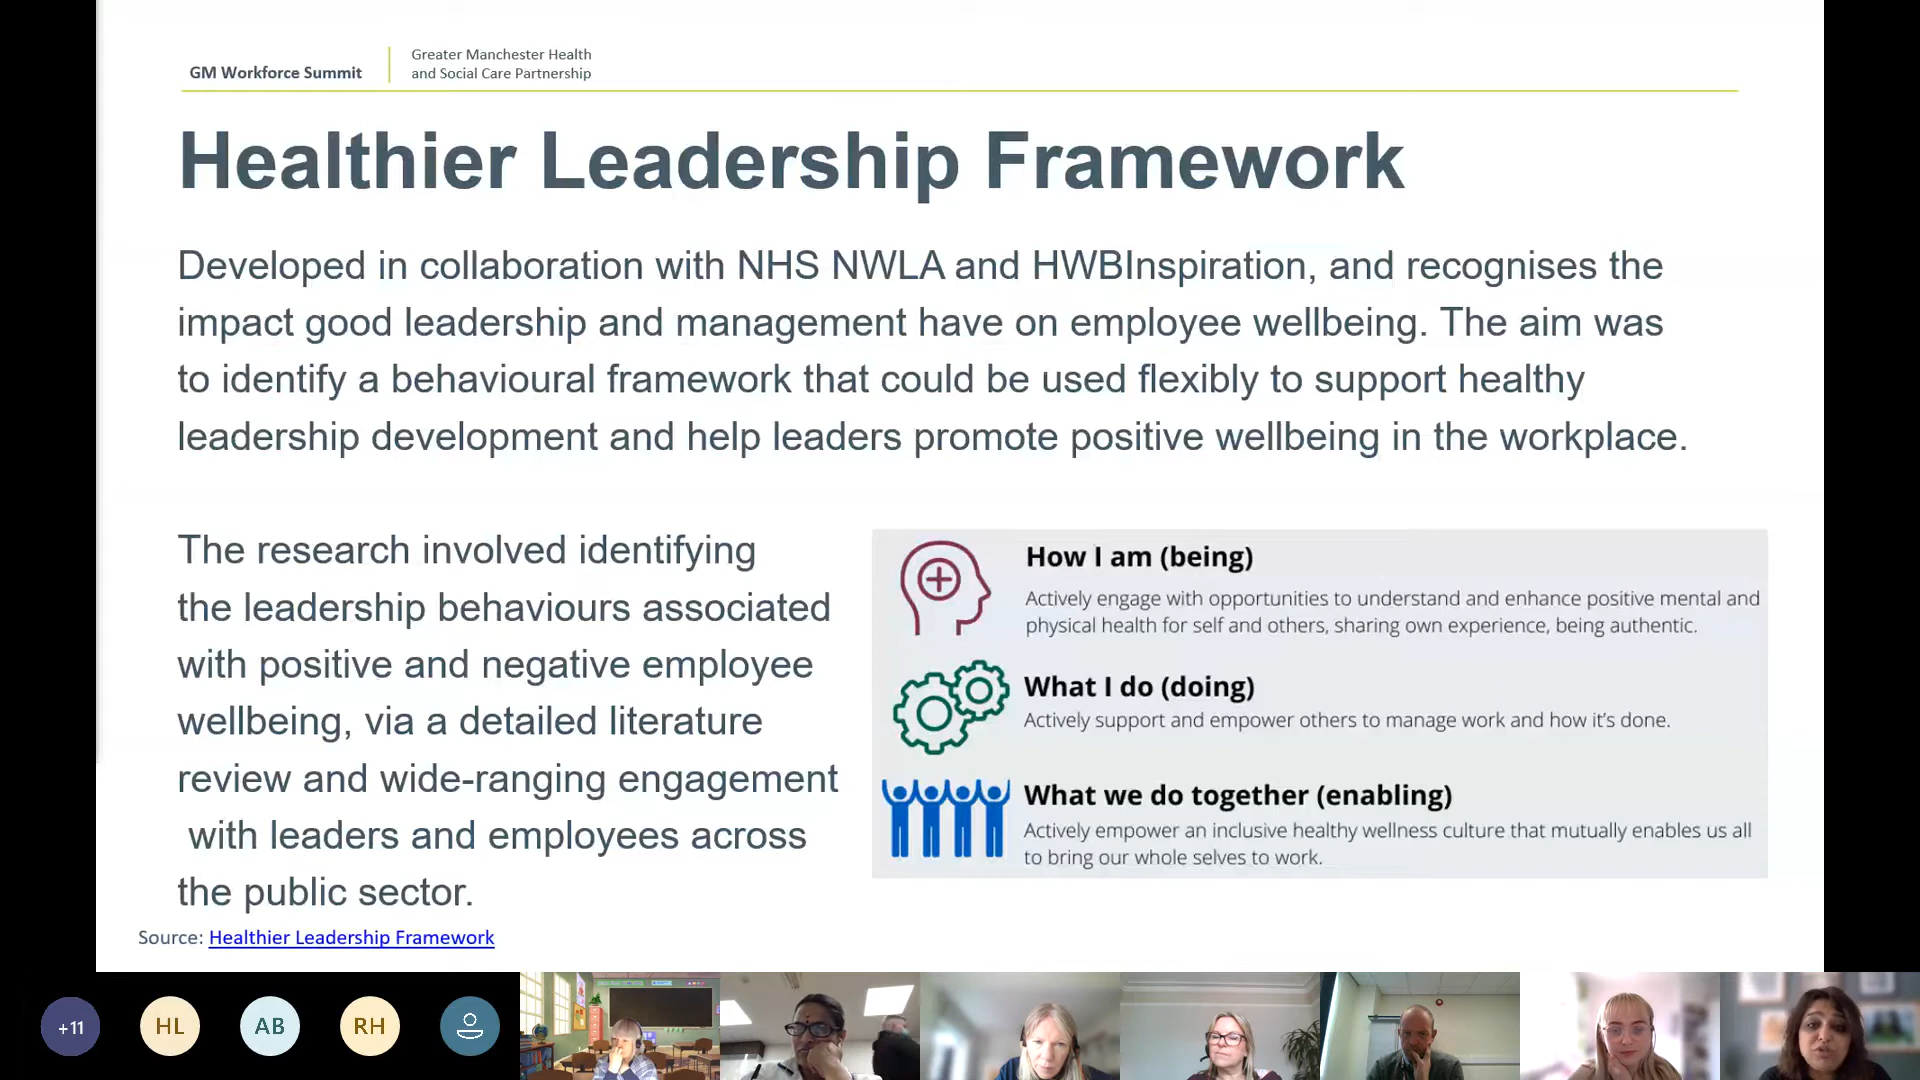 GM Workforce Summit
Greater Manchester Health
and Social Care Partnership
Healthier Leadership Framework
Developed in collaboration with NHS NWLA and HWBInspiration, and recognises the
impact good leadership and management have on employee wellbeing. The aim was
to identify a behavioural framework that could be used flexibly to support healthy
leadership development and help leaders promote positive wellbeing in the workplace.
The research involved identifying
the leadership behaviours associated
with positive and negative employee
wellbeing, via a detailed literature
review and wide-ranging engagement
with leaders and employees across
the public sector.
How I am (being)
Actively engage with opportunities to understand and enhance positive mental and
physical health for self and others, sharing own experience, being authentic.
What I do (doing)
Actively support and empower others to manage work and how it's done.
What we do together (enabling)
Actively empower an inclusive healthy wellness culture that mutually enables us all
to bring our whole selves to work.
Source: Healthier Leadership Framework
+11
HL
AB
RH